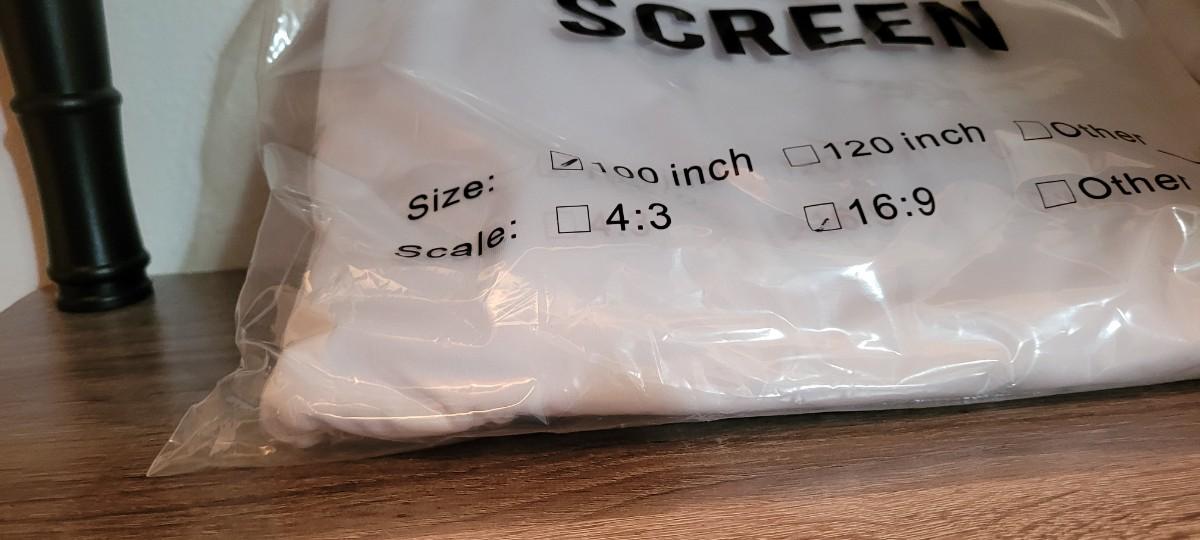 SCREEN
Size: ☑ 100 inch ☐ 120 inch ☐ Other
Scale: ☐ 4:3 ☑ 16:9 ☐ Other